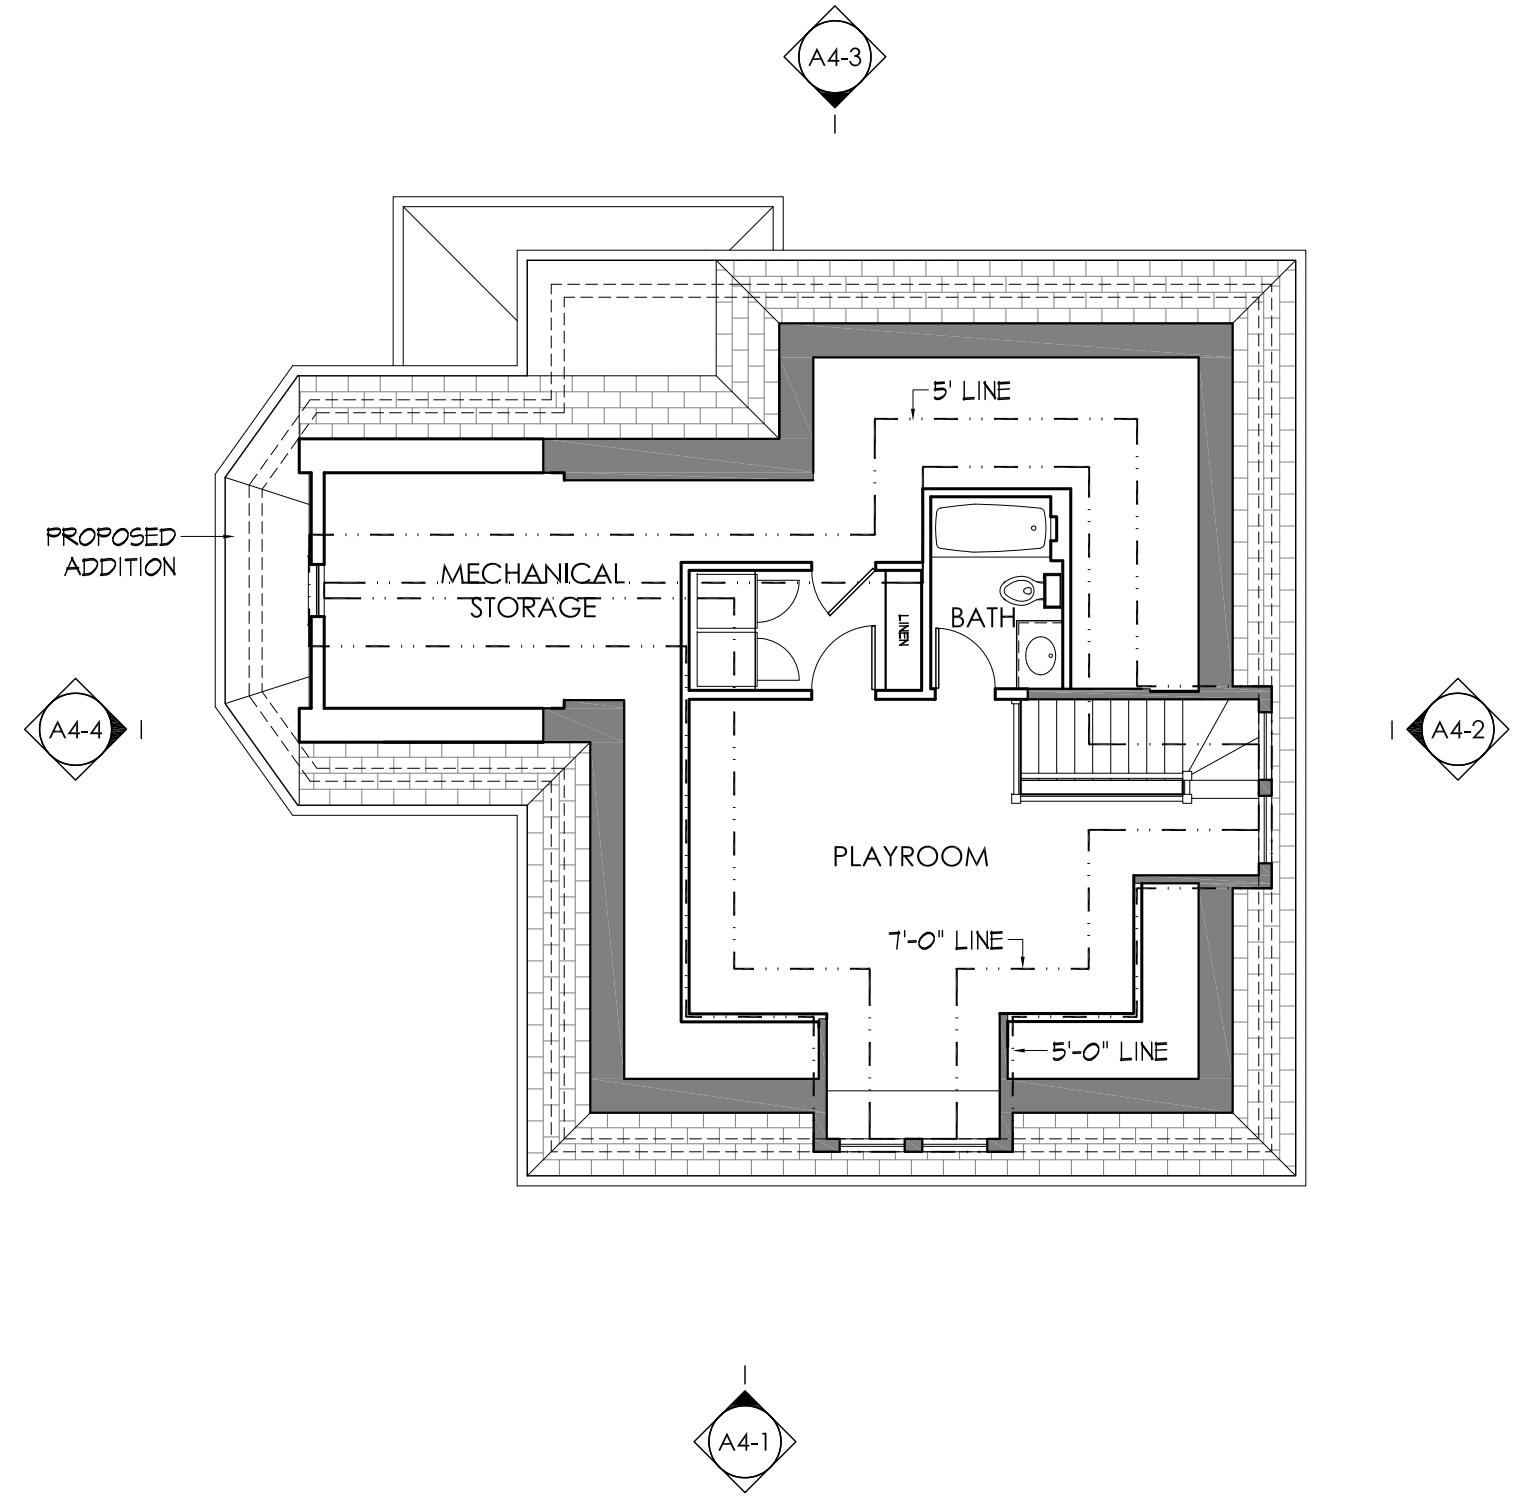 A4-3
5' LINE
PROPOSED
ADDITION
MECHANICAL
STORAGE
LINEN
BATH
A4-4
A4-2
PLAYROOM
7'-0" LINE
5'-0" LINE
A4-1